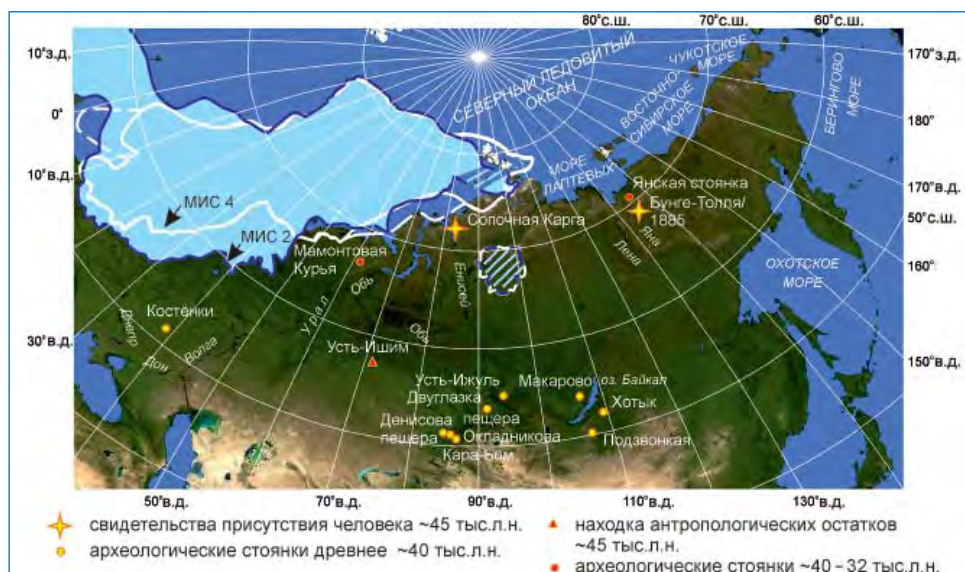 80°с.ш.
70°с.ш.
60°с.ш.
10°з.д.
170°з.д.
ЧУКОТСКОЕ
МОРЕ
БЕРИНГОВО
МОРЕ
СЕВЕРНЫЙ ЛЕДОВИТЫЙ
ОКЕАН
ВОСТОЧНО-
СИБИРСКОЕ
МОРЕ
0°
180°
МОРЕ
ЛАПТЕВЫХ
10°в.д.
170°в.д.
Янская стоянка
Бунге-Толля/
1885
50°с.ш.
МИС 4
Сопочная Карга
Яна
Лена
МИС 2
Мамонтовая
Курья
Обь
Енисей
ОХОТСКОЕ
МОРЕ
160°
Урал
Костёнки
Днепр
Дон
Волга
Обь
30°в.д.
150°в.д.
Усть-Ишим
Усть-Ижуль
Макарово
оз. Байкал
Двуглазка
Хотык
Денисова
пещера
пещера
Окладникова
Подзвонкая
Кара-Бом
50°в.д.
70°в.д.
90°в.д.
110°в.д.
130°в.д.
свидетельства присутствия человека ~45 тыс.л.н.
археологические стоянки древнее ~40 тыс.л.н.
находка антропологических остатков
~45 тыс.л.н.
археологические стоянки ~40 – 32 тыс.л.н.